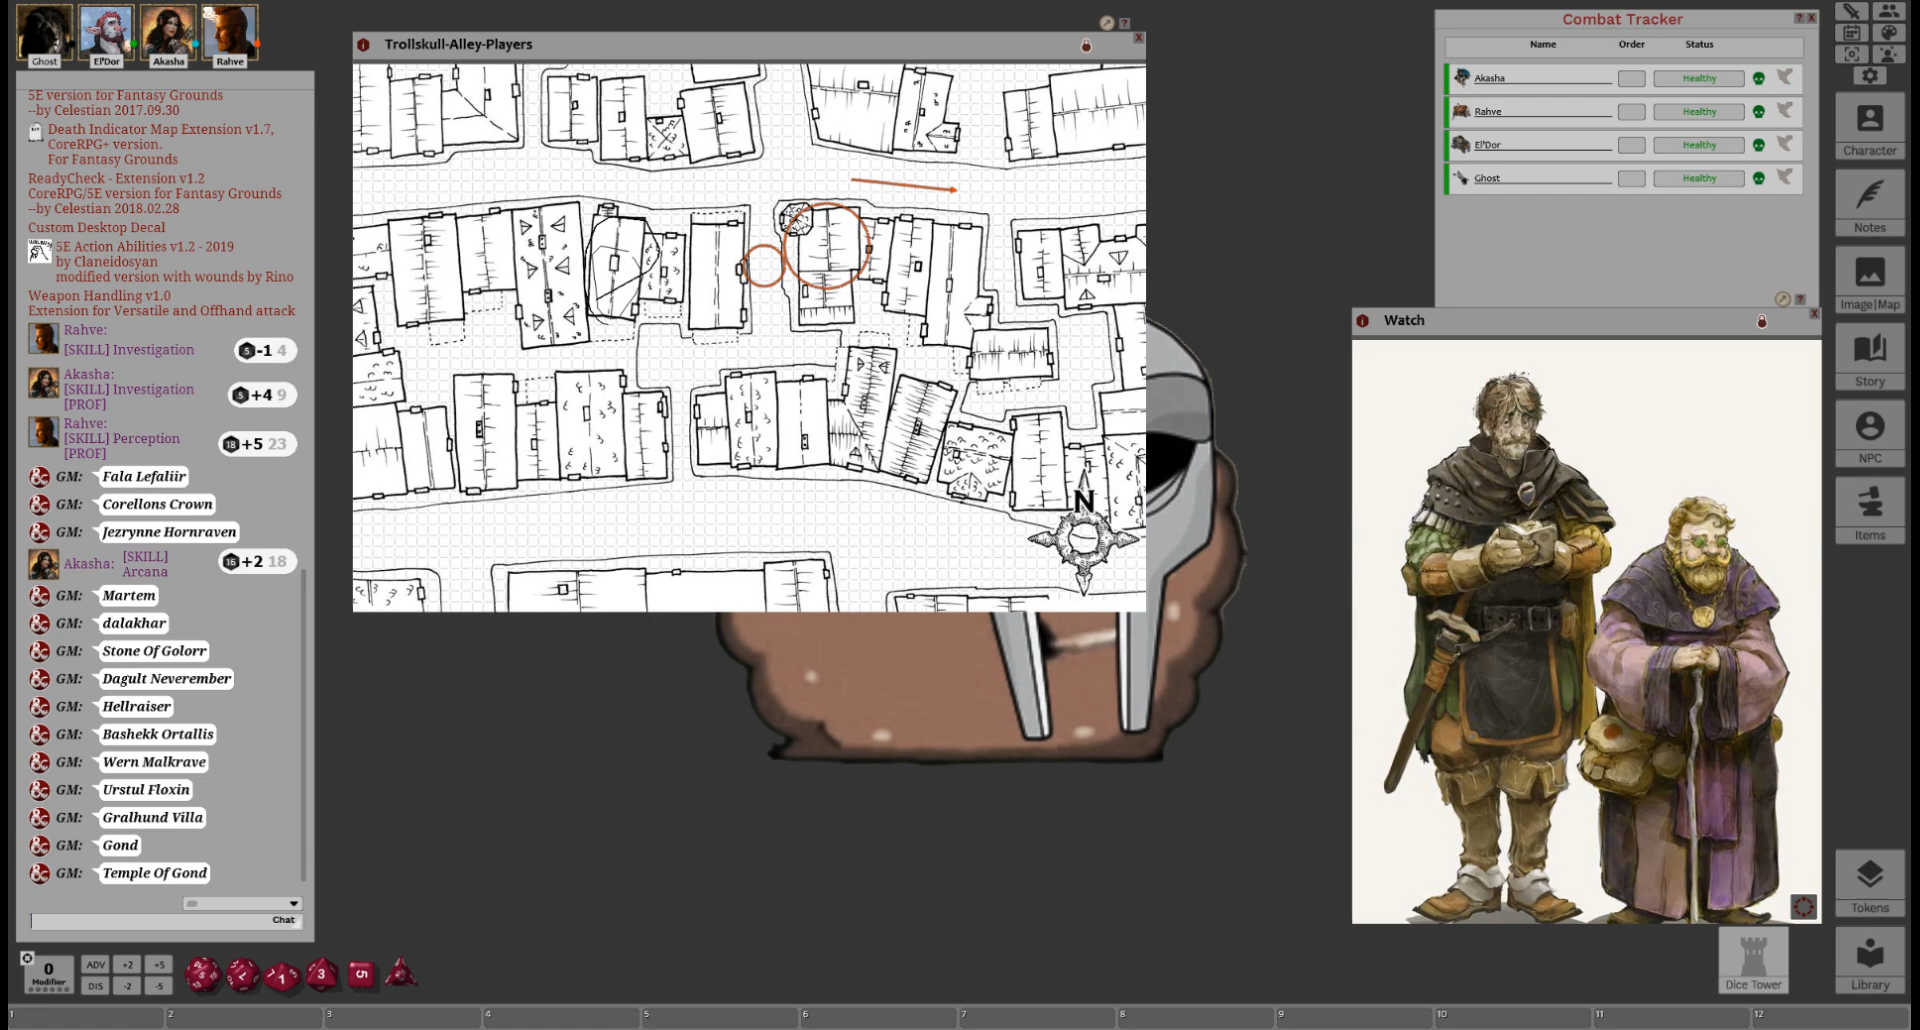 Ghost
El'Dor
Akasha
Rahve
5E version for Fantasy Grounds
--by Celestian 2017.09.30
Death Indicator Map Extension v1.7,
CoreRPG+ version.
For Fantasy Grounds
ReadyCheck - Extension v1.2
CoreRPG/5E version for Fantasy Grounds
--by Celestian 2018.02.28
Custom Desktop Decal
5E Action Abilities v1.2 - 2019
by Claneidosyan
modified version with wounds by Rino
Weapon Handling v1.0
Extension for Versatile and Offhand attack
Rahve:
[SKILL] Investigation
5 -1 4
Akasha:
[SKILL] Investigation
[PROF]
5 +4 9
Rahve:
[SKILL] Perception
[PROF]
18 +5 23
GM: Fala Lefaliir
GM: Corellons Crown
GM: Jezrynne Hornraven
Akasha: [SKILL]
Arcana
16 +2 18
GM: Martem
GM: dalakhar
GM: Stone Of Golorr
GM: Dagult Neverember
GM: Hellraiser
GM: Bashekk Ortallis
GM: Wern Malkrave
GM: Urstul Floxin
GM: Gralhund Villa
GM: Gond
GM: Temple Of Gond
Chat
0
Modifier
ADV +2 +5
DIS -2 -5
Trollskull-Alley-Players
? X
N
Combat Tracker
? X
Name Order Status
Akasha Healthy
Rahve Healthy
El'Dor Healthy
Ghost Healthy
Watch
? X
Character
Notes
Image|Map
Story
NPC
Items
Tokens
Library
Dice Tower
1 2 3 4 5 6 7 8 9 10 11 12